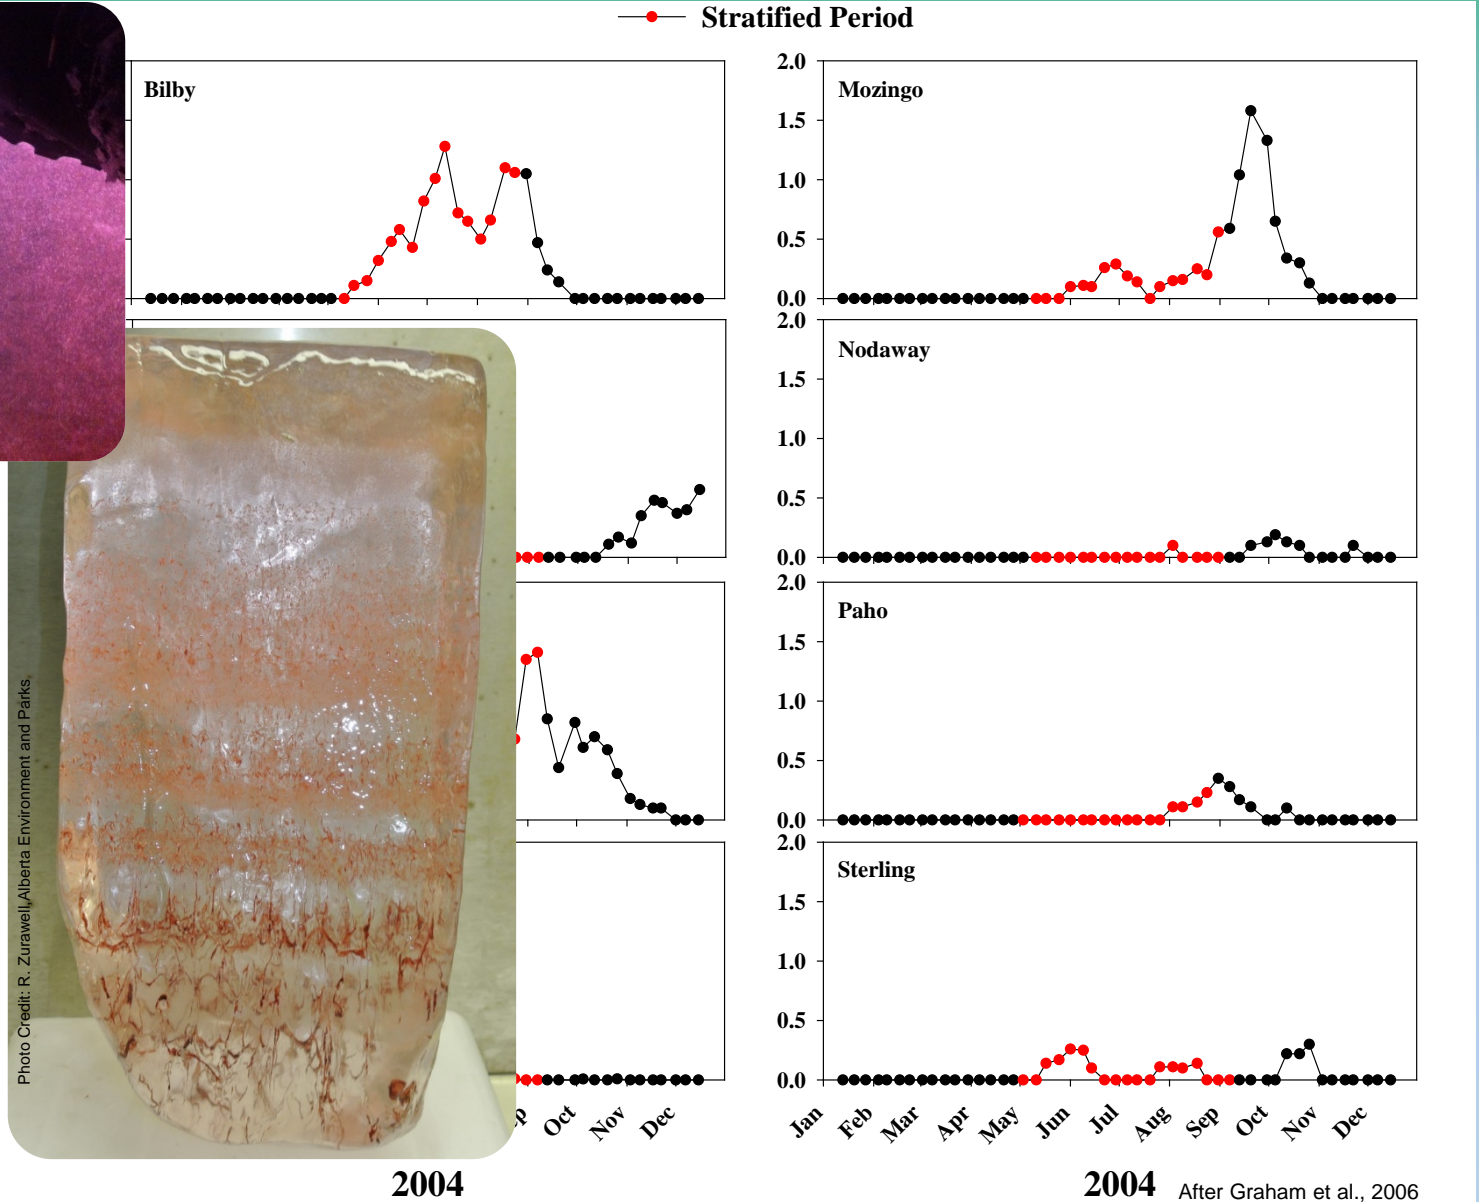 Stratified Period
Bilby
Mozingo
2.0
1.5
1.0
0.5
0.0
Nodaway
2.0
1.5
1.0
0.5
0.0
Paho
2.0
1.5
1.0
0.5
0.0
Sterling
2.0
1.5
1.0
0.5
0.0
Oct Nov Dec
Jan Feb Mar Apr May Jun Jul Aug Sep Oct Nov Dec
2004
2004
After Graham et al., 2006
Photo Credit: R. Zurawell,Alberta Environment and Parks